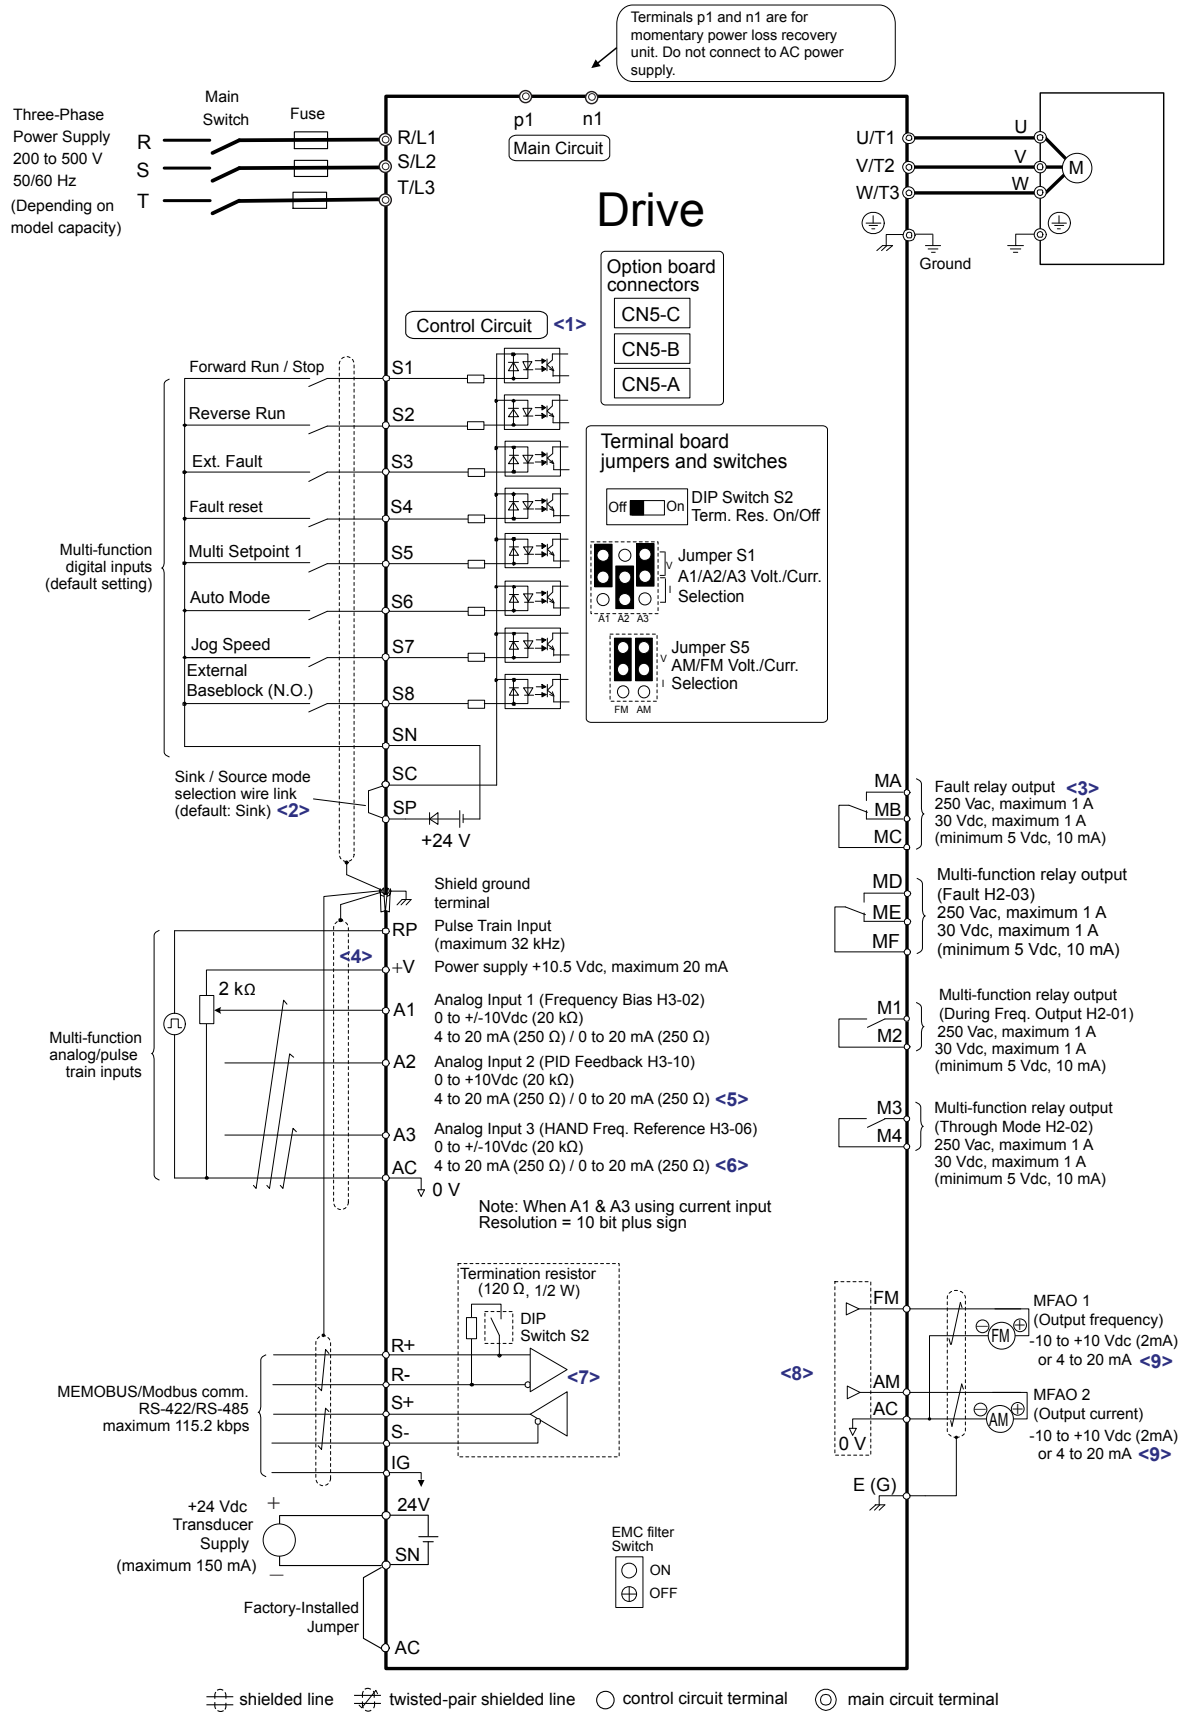 Terminals p1 and n1 are for
momentary power loss recovery
unit. Do not connect to AC power
supply.
Three-Phase
Power Supply
200 to 500 V
50/60 Hz
(Depending on
model capacity)
Main
Switch
Fuse
R
S
T
R/L1
S/L2
T/L3
p1
n1
Main Circuit
Drive
U/T1
V/T2
W/T3
U
V
W
M
Ground
Option board
connectors
CN5-C
CN5-B
CN5-A
Control Circuit <1>
Multi-function
digital inputs
(default setting)
Forward Run / Stop
S1
Reverse Run
S2
Ext. Fault
S3
Fault reset
S4
Multi Setpoint 1
S5
Auto Mode
S6
Jog Speed
S7
External
Baseblock (N.O.)
S8
SN
SC
SP
+24 V
Sink / Source mode
selection wire link
(default: Sink) <2>
Terminal board
jumpers and switches
Off
On
DIP Switch S2
Term. Res. On/Off
Jumper S1
A1/A2/A3 Volt./Curr.
Selection
V
I
A1 A2 A3
Jumper S5
AM/FM Volt./Curr.
Selection
V
I
FM AM
MA
MB
MC
Fault relay output <3>
250 Vac, maximum 1 A
30 Vdc, maximum 1 A
(minimum 5 Vdc, 10 mA)
MD
ME
MF
Multi-function relay output
(Fault H2-03)
250 Vac, maximum 1 A
30 Vdc, maximum 1 A
(minimum 5 Vdc, 10 mA)
M1
M2
Multi-function relay output
(During Freq. Output H2-01)
250 Vac, maximum 1 A
30 Vdc, maximum 1 A
(minimum 5 Vdc, 10 mA)
M3
M4
Multi-function relay output
(Through Mode H2-02)
250 Vac, maximum 1 A
30 Vdc, maximum 1 A
(minimum 5 Vdc, 10 mA)
Shield ground
terminal
Multi-function
analog/pulse
train inputs
<4>
2 kΩ
RP
Pulse Train Input
(maximum 32 kHz)
+V
Power supply +10.5 Vdc, maximum 20 mA
A1
Analog Input 1 (Frequency Bias H3-02)
0 to +/-10Vdc (20 kΩ)
4 to 20 mA (250 Ω) / 0 to 20 mA (250 Ω)
A2
Analog Input 2 (PID Feedback H3-10)
0 to +10Vdc (20 kΩ)
4 to 20 mA (250 Ω) / 0 to 20 mA (250 Ω) <5>
A3
Analog Input 3 (HAND Freq. Reference H3-06)
0 to +/-10Vdc (20 kΩ)
4 to 20 mA (250 Ω) / 0 to 20 mA (250 Ω) <6>
AC
0 V
Note: When A1 & A3 using current input
Resolution = 10 bit plus sign
Termination resistor
(120 Ω, 1/2 W)
DIP
Switch S2
<7>
MEMOBUS/Modbus comm.
RS-422/RS-485
maximum 115.2 kbps
R+
R-
S+
S-
IG
<8>
FM
AM
AC
0 V
E (G)
FM
MFAO 1
(Output frequency)
-10 to +10 Vdc (2mA)
or 4 to 20 mA <9>
AM
MFAO 2
(Output current)
-10 to +10 Vdc (2mA)
or 4 to 20 mA <9>
+24 Vdc
Transducer
Supply
(maximum 150 mA)
+
−
24V
SN
Factory-Installed
Jumper
AC
EMC filter
Switch
ON
OFF
shielded line
twisted-pair shielded line
control circuit terminal
main circuit terminal